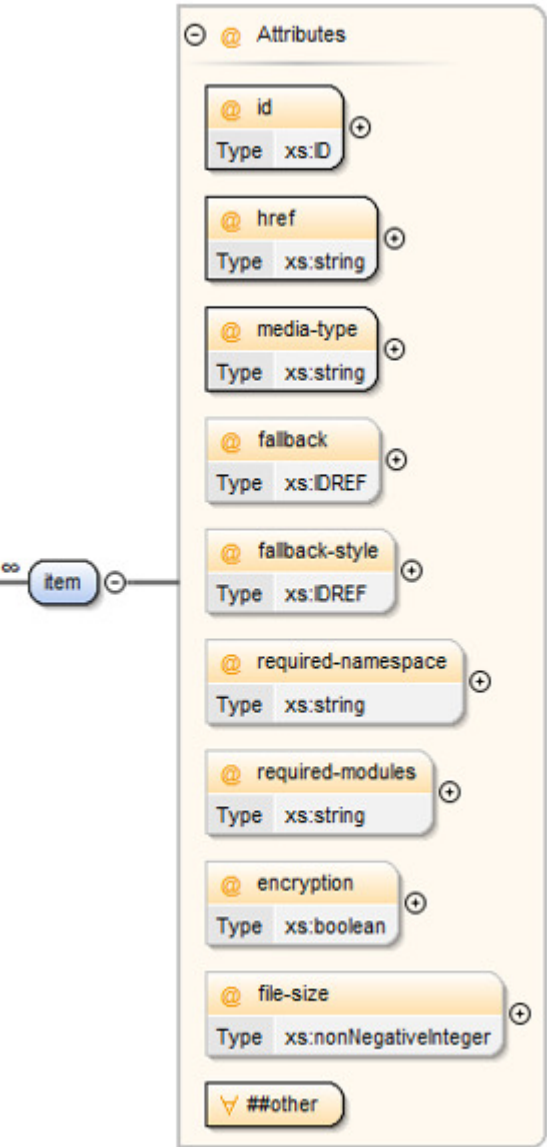 @ Attributes
@ id
Type xs:ID
@ href
Type xs:string
@ media-type
Type xs:string
@ fallback
Type xs:IDREF
@ fallback-style
Type xs:IDREF
∞ item
@ required-namespace
Type xs:string
@ required-modules
Type xs:string
@ encryption
Type xs:boolean
@ file-size
Type xs:nonNegativeInteger
∀ ##other